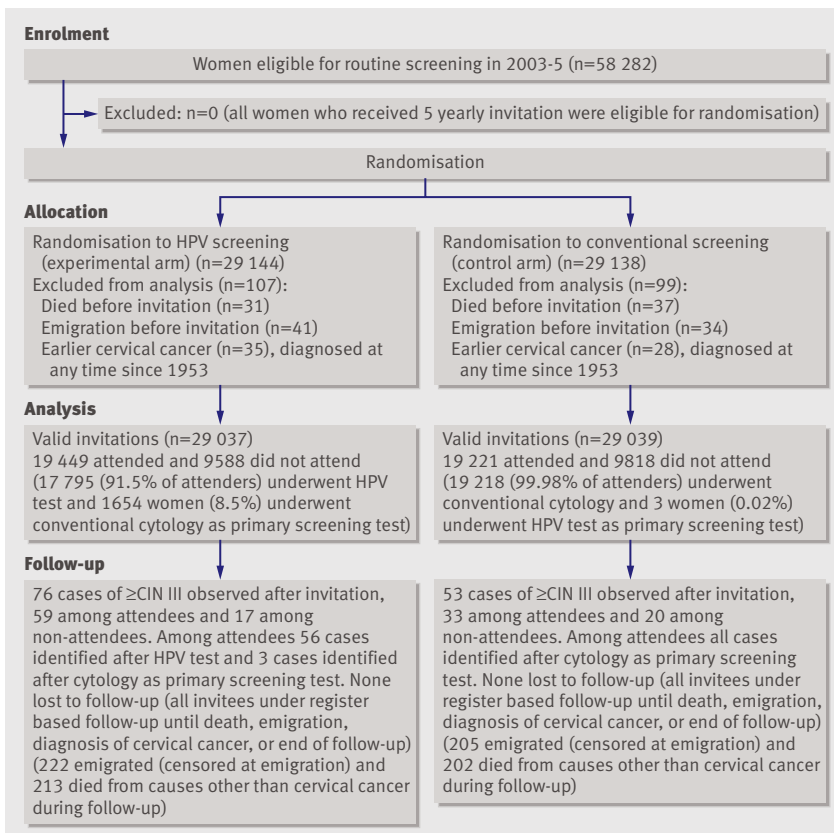 Enrolment
Women eligible for routine screening in 2003-5 (n=58 282)
Excluded: n=0 (all women who received 5 yearly invitation were eligible for randomisation)
Randomisation
Allocation
Randomisation to HPV screening
(experimental arm) (n=29 144)
Excluded from analysis (n=107):
Died before invitation (n=31)
Emigration before invitation (n=41)
Earlier cervical cancer (n=35), diagnosed at
any time since 1953
Randomisation to conventional screening
(control arm) (n=29 138)
Excluded from analysis (n=99):
Died before invitation (n=37)
Emigration before invitation (n=34)
Earlier cervical cancer (n=28), diagnosed at
any time since 1953
Analysis
Valid invitations (n=29 037)
19 449 attended and 9588 did not attend
(17 795 (91.5% of attenders) underwent HPV
test and 1654 women (8.5%) underwent
conventional cytology as primary screening test)
Valid invitations (n=29 039)
19 221 attended and 9818 did not attend
(19 218 (99.98% of attenders) underwent
conventional cytology and 3 women (0.02%)
underwent HPV test as primary screening test)
Follow-up
76 cases of ≥CIN III observed after invitation,
59 among attendees and 17 among
non-attendees. Among attendees 56 cases
identified after HPV test and 3 cases identified
after cytology as primary screening test. None
lost to follow-up (all invitees under register
based follow-up until death, emigration,
diagnosis of cervical cancer, or end of follow-up)
(222 emigrated (censored at emigration) and
213 died from causes other than cervical cancer
during follow-up)
53 cases of ≥CIN III observed after invitation,
33 among attendees and 20 among
non-attendees. Among attendees all cases
identified after cytology as primary screening
test. None lost to follow-up (all invitees under
register based follow-up until death, emigration,
diagnosis of cervical cancer, or end of follow-up)
(205 emigrated (censored at emigration) and
202 died from causes other than cervical cancer
during follow-up)